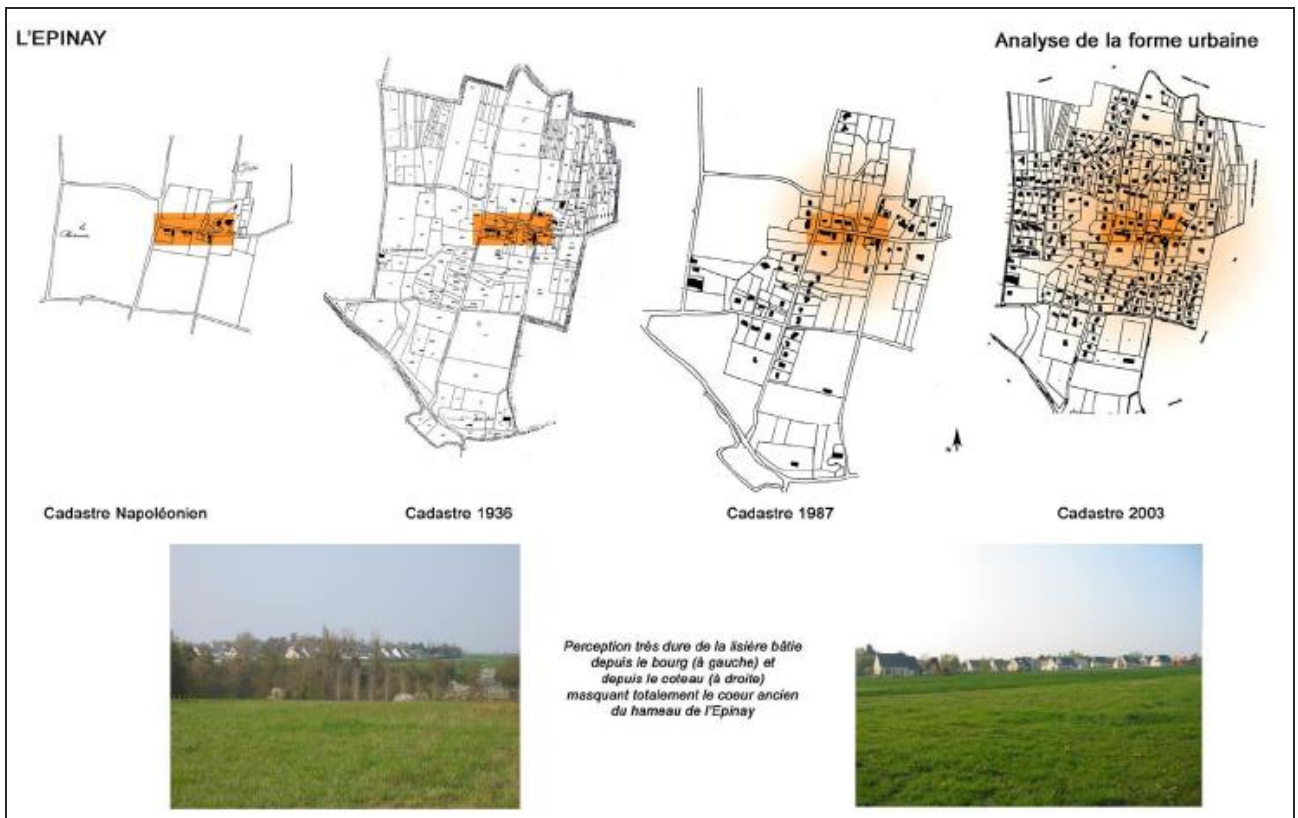 L'EPINAY
Analyse de la forme urbaine
Cadastre Napoléonien
Cadastre 1936
Cadastre 1987
Cadastre 2003
Perception très dure de la lisière bâtie
depuis le bourg (à gauche) et
depuis le coteau (à droite)
masquant totalement le coeur ancien
du hameau de l'Epinay